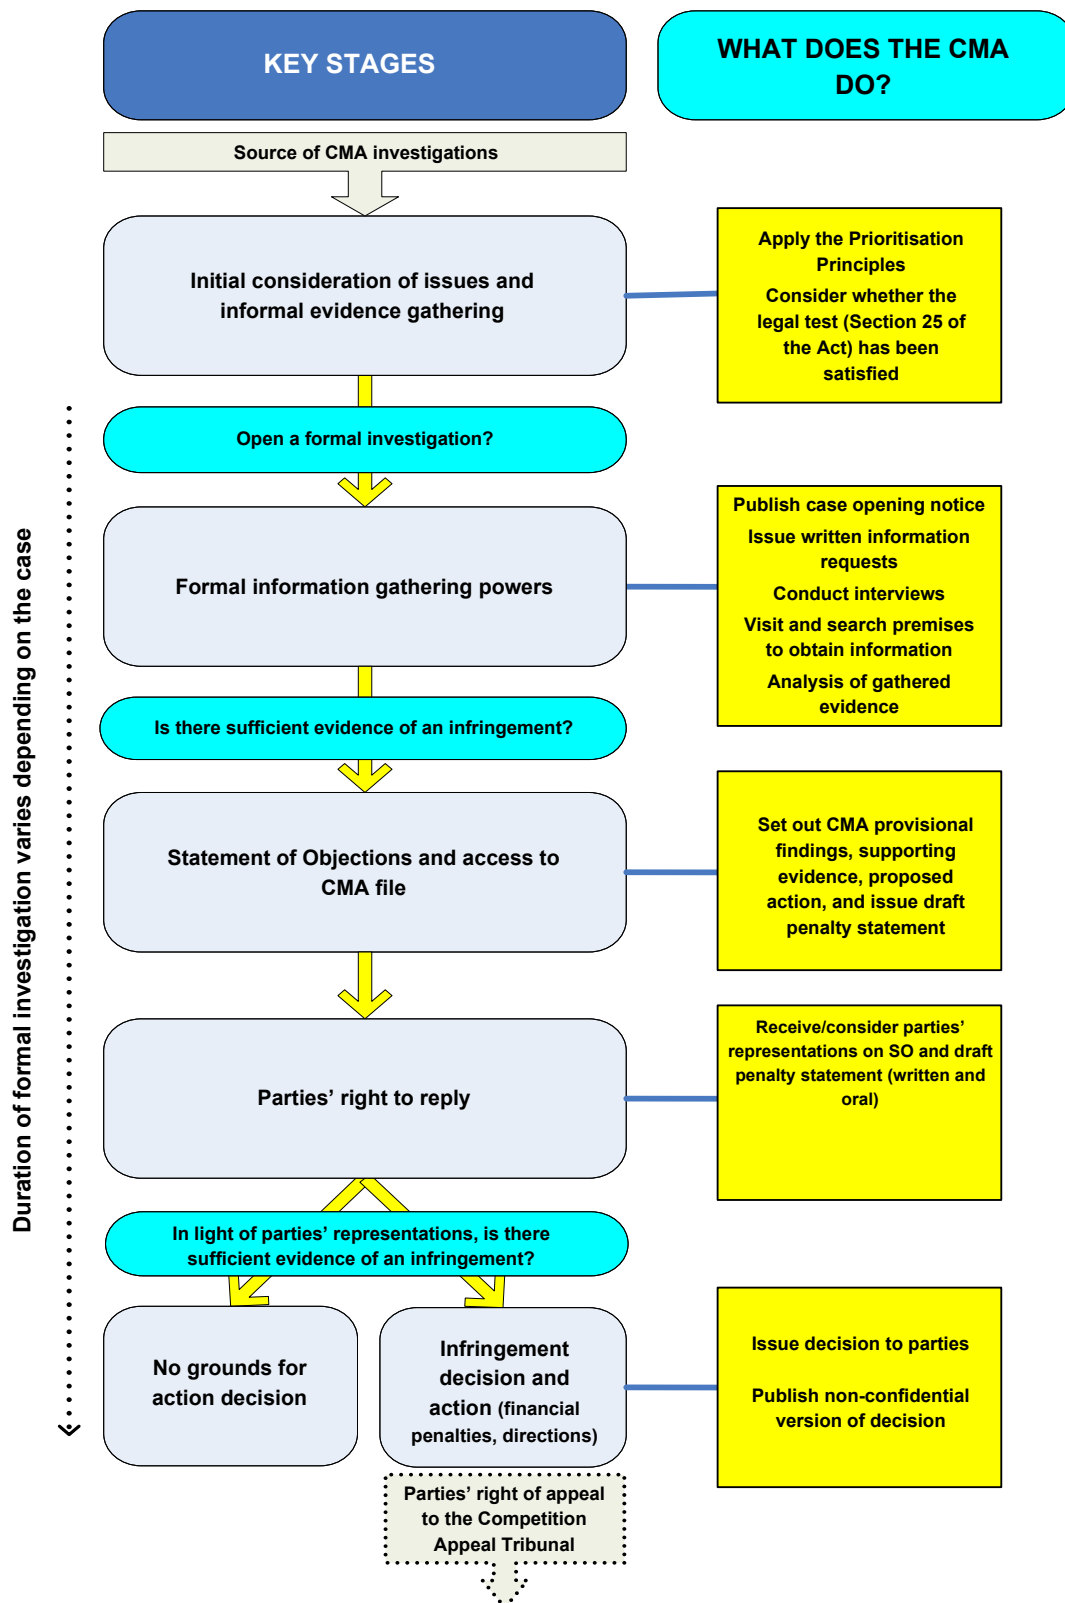 KEY STAGES
WHAT DOES THE CMA
DO?
Source of CMA investigations
Initial consideration of issues and
informal evidence gathering
Apply the Prioritisation
Principles
Consider whether the
legal test (Section 25 of
the Act) has been
satisfied
Open a formal investigation?
Formal information gathering powers
Publish case opening notice
Issue written information
requests
Conduct interviews
Visit and search premises
to obtain information
Analysis of gathered
evidence
Is there sufficient evidence of an infringement?
Statement of Objections and access to
CMA file
Set out CMA provisional
findings, supporting
evidence, proposed
action, and issue draft
penalty statement
Parties’ right to reply
Receive/consider parties’
representations on SO and draft
penalty statement (written and
oral)
In light of parties’ representations, is there
sufficient evidence of an infringement?
No grounds for
action decision
Infringement
decision and
action (financial
penalties, directions)
Issue decision to parties
Publish non-confidential
version of decision
Parties’ right of appeal
to the Competition
Appeal Tribunal
Duration of formal investigation varies depending on the case